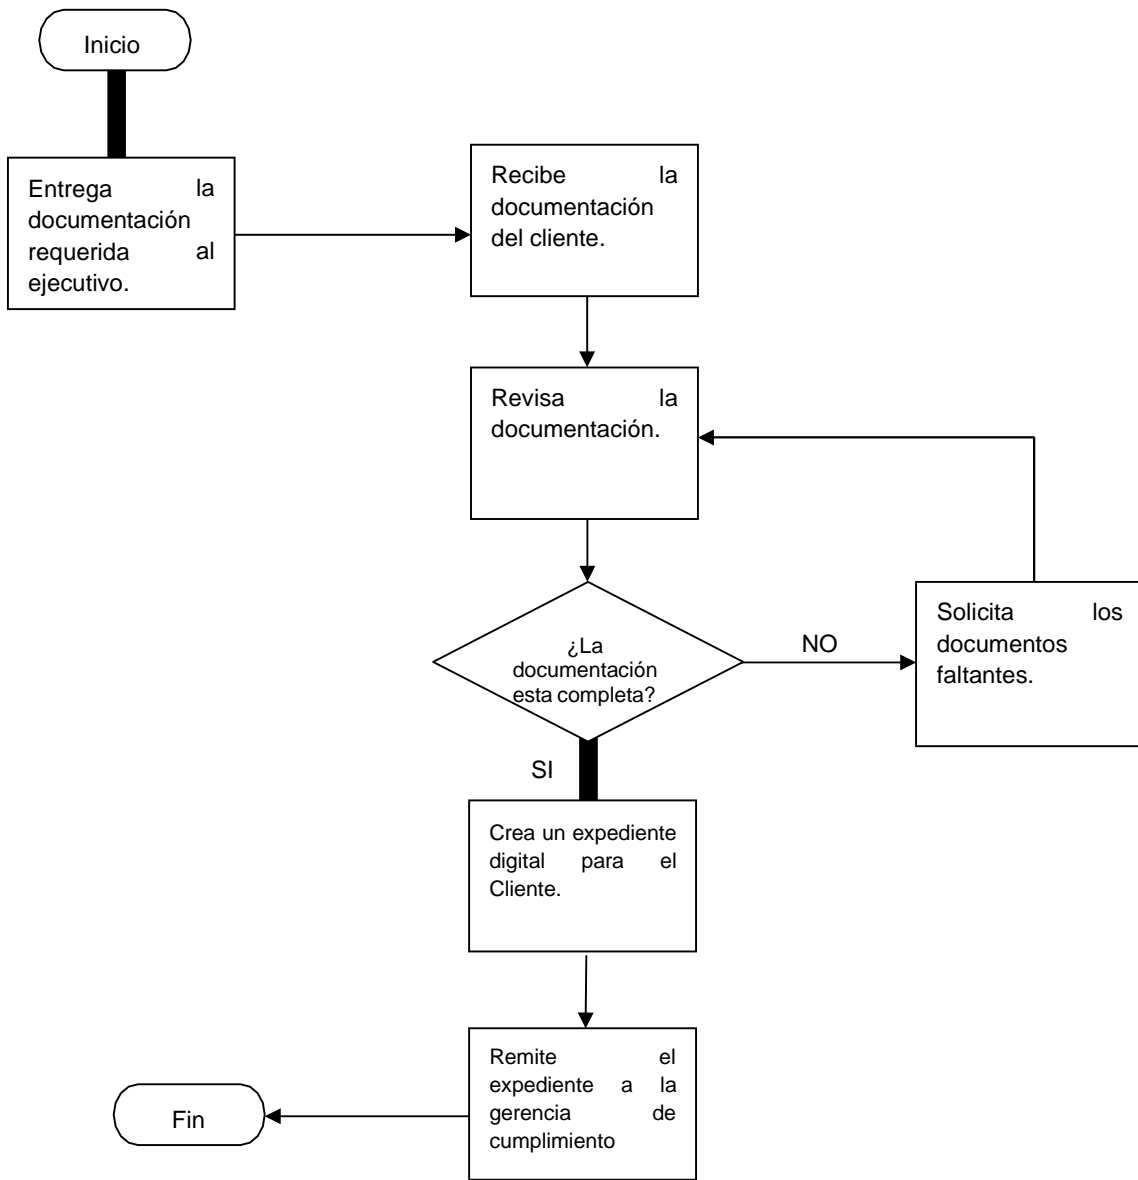 Inicio
Entrega la
documentación
requerida al
ejecutivo.
Recibe la
documentación
del cliente.
Revisa la
documentación.
¿La
documentación
esta completa?
NO
Solicita los
documentos
faltantes.
SI
Crea un expediente
digital para el
Cliente.
Remite el
expediente a la
gerencia de
cumplimiento
Fin